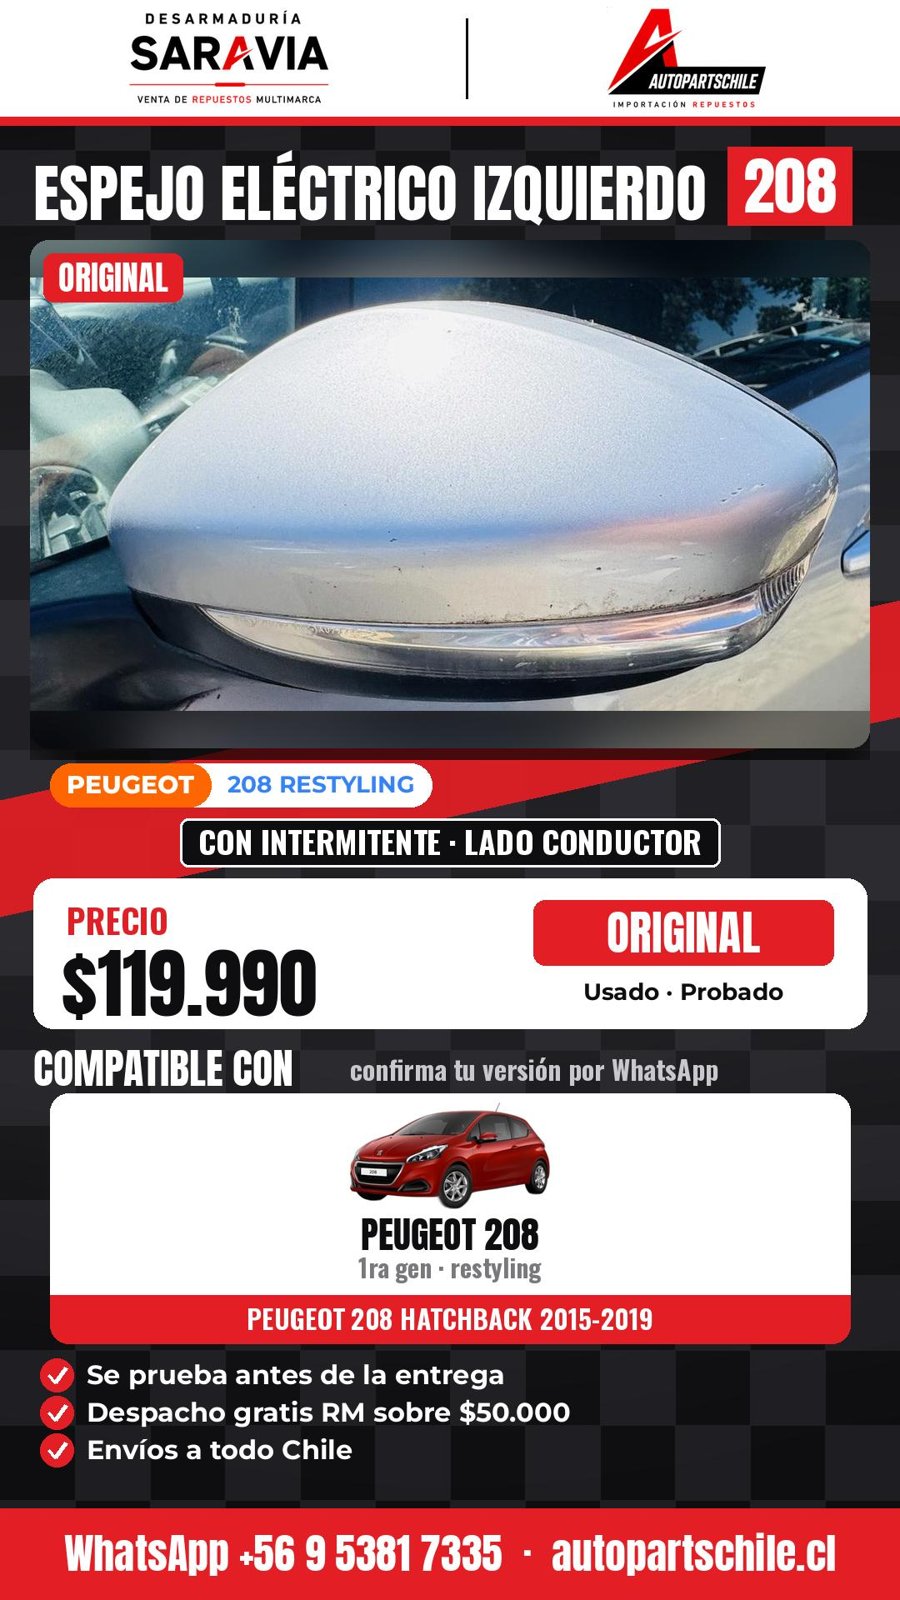 DESARMADURÍA
SARAVIA
VENTA DE REPUESTOS MULTIMARCA
AUTOPARTSCHILE
IMPORTACIÓN REPUESTOS
ESPEJO ELÉCTRICO IZQUIERDO 208
ORIGINAL
PEUGEOT 208 RESTYLING
CON INTERMITENTE · LADO CONDUCTOR
PRECIO
$119.990
ORIGINAL
Usado · Probado
COMPATIBLE CON confirma tu versión por WhatsApp
208
PEUGEOT 208
1ra gen · restyling
PEUGEOT 208 HATCHBACK 2015-2019
Se prueba antes de la entrega
Despacho gratis RM sobre $50.000
Envíos a todo Chile
WhatsApp +56 9 5381 7335 · autopartschile.cl